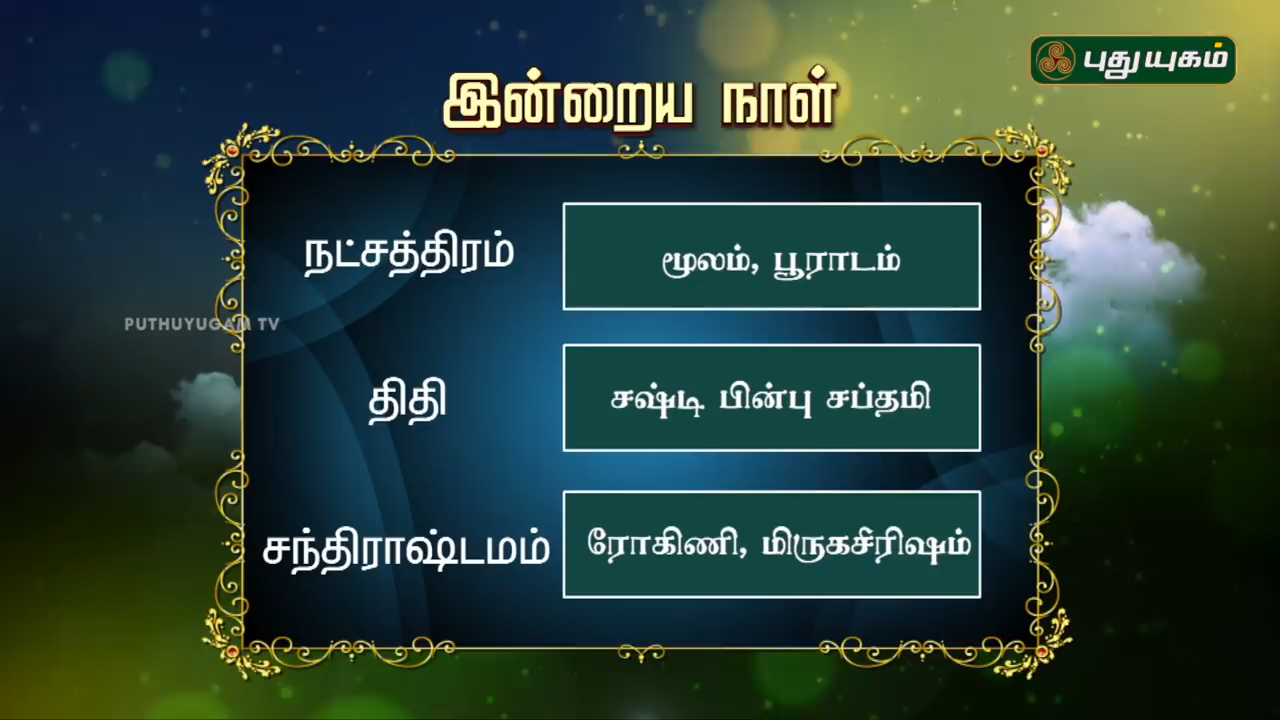 புதுயுகம்
இன்றைய நாள்
நட்சத்திரம்
மூலம், பூராடம்
PUTHUYUGAM TV
திதி
சஷ்டி பின்பு சப்தமி
சந்திராஷ்டமம்
ரோகிணி, மிருகசீரிஷம்